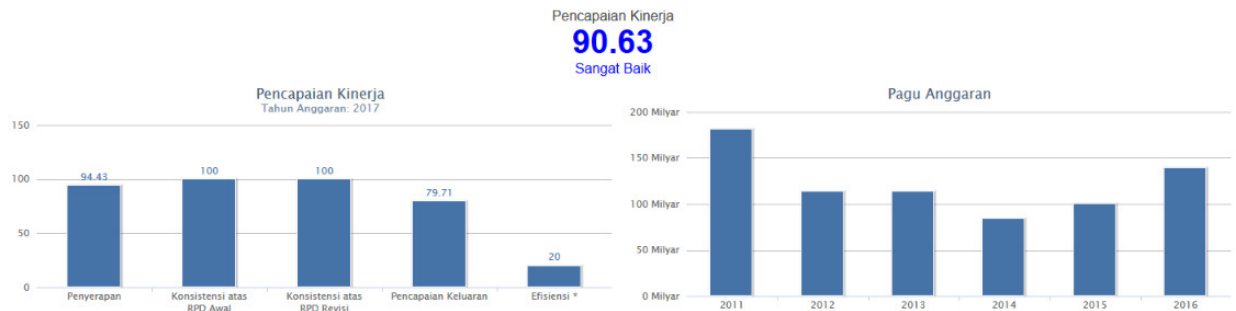 Pencapaian Kinerja
90.63
Sangat Baik
Pencapaian Kinerja
Tahun Anggaran: 2017
150
100
50
0
94.43
100
100
79.71
20
Penyerapan
Konsistensi atas
RPD Awal
Konsistensi atas
RPD Revisi
Pencapaian Keluaran
Efisiensi *
Pagu Anggaran
200 Milyar
150 Milyar
100 Milyar
50 Milyar
0 Milyar
2011
2012
2013
2014
2015
2016